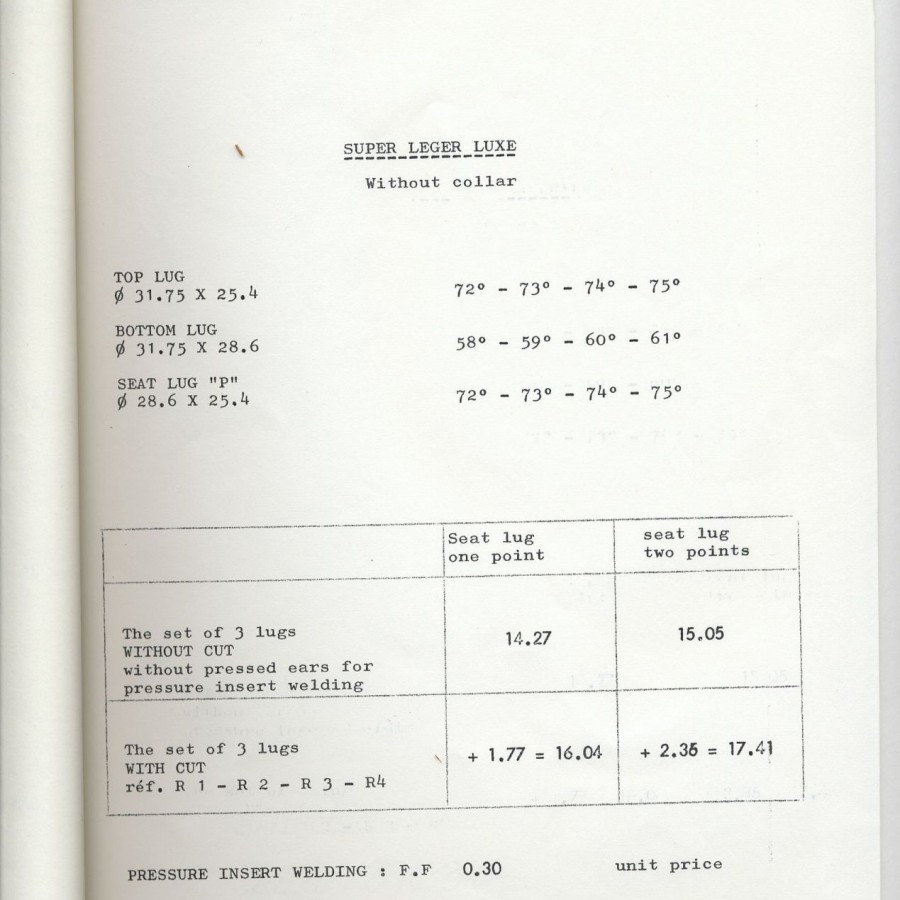 SUPER LEGER LUXE
Without collar
TOP LUG
Ø 31.75 X 25.4
72° - 73° - 74° - 75°
BOTTOM LUG
Ø 31.75 X 28.6
58° - 59° - 60° - 61°
SEAT LUG "P"
Ø 28.6 X 25.4
72° - 73° - 74° - 75°
Seat lug
one point
seat lug
two points
The set of 3 lugs
WITHOUT CUT
without pressed ears for
pressure insert welding
14.27
15.05
The set of 3 lugs
WITH CUT
réf. R 1 - R 2 - R 3 - R4
+ 1.77 = 16.04
+ 2.36 = 17.41
PRESSURE INSERT WELDING : F.F 0.30 unit price